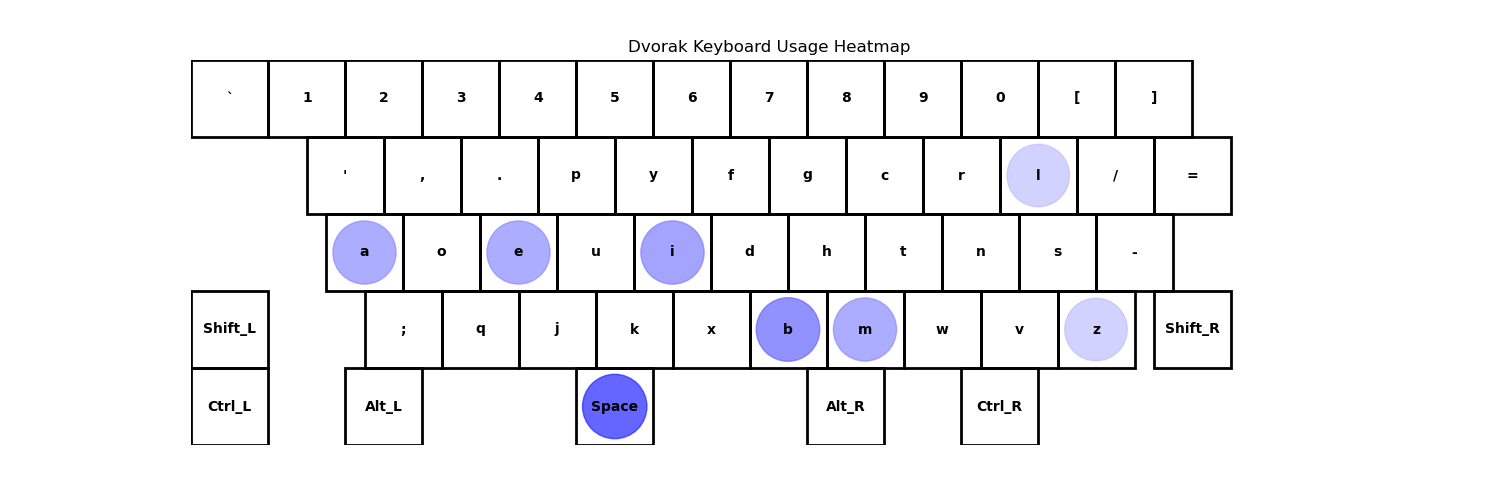 Dvorak Keyboard Usage Heatmap
` 1 2 3 4 5 6 7 8 9 0 [ ]
' , . p y f g c r l / =
a o e u i d h t n s -
Shift_L ; q j k x b m w v z Shift_R
Ctrl_L Alt_L Space Alt_R Ctrl_R